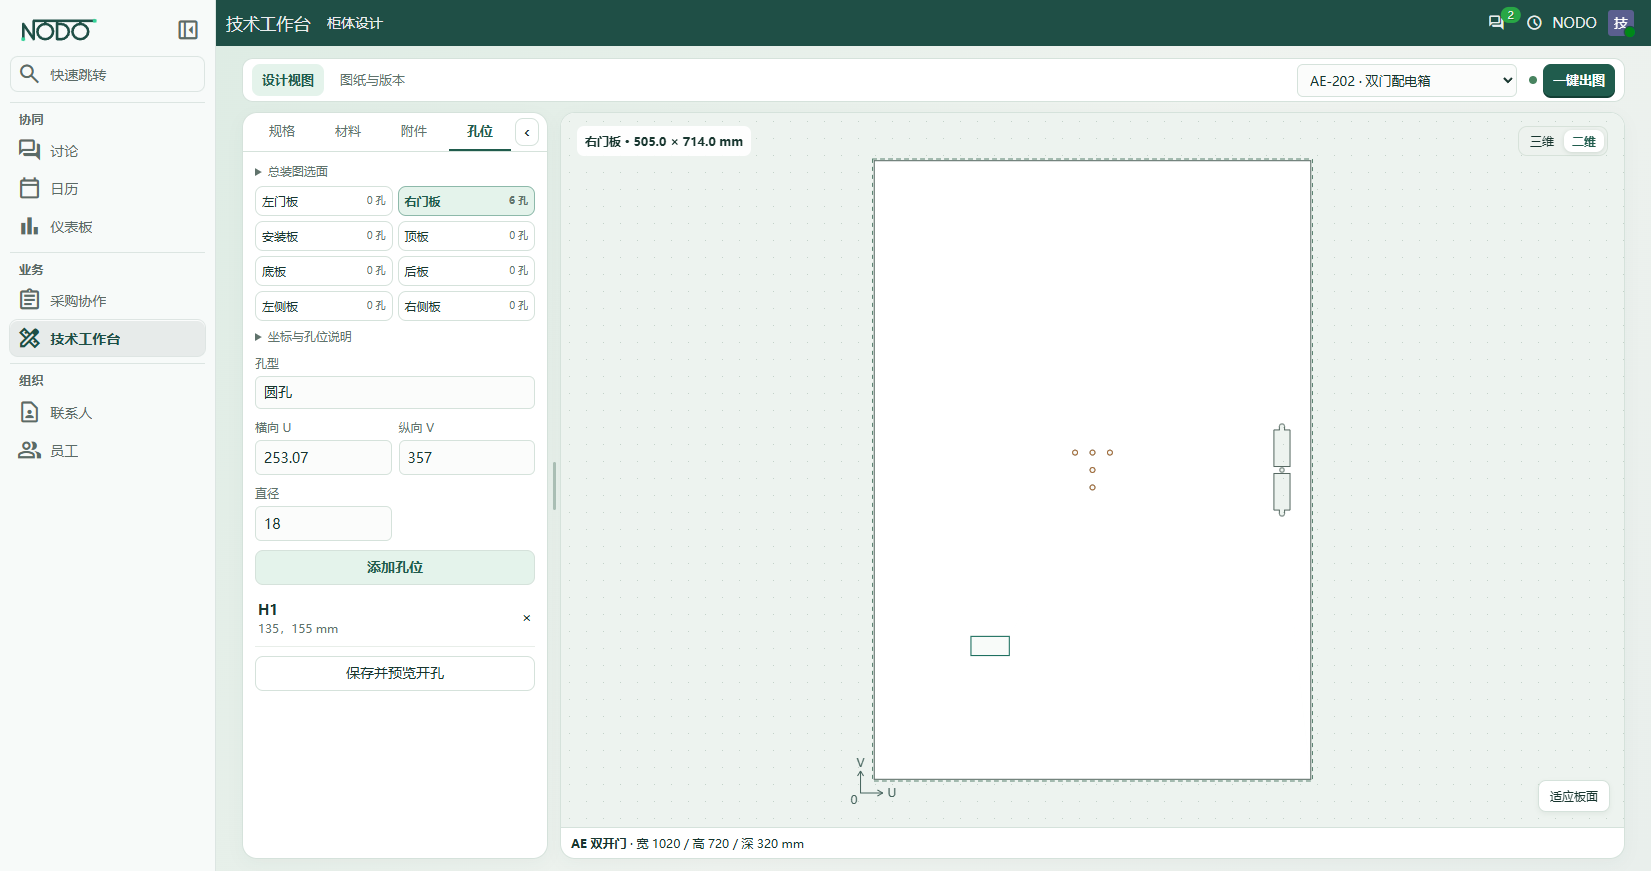 NODO
快速跳转
协同
讨论
日历
仪表板
业务
采购协作
技术工作台
组织
联系人
员工
技术工作台 柜体设计
2 NODO 技
设计视图 图纸与版本
AE-202 · 双门配电箱 一键出图
规格 材料 附件 孔位
总装图选面
左门板 0 孔 右门板 6 孔
安装板 0 孔 顶板 0 孔
底板 0 孔 后板 0 孔
左侧板 0 孔 右侧板 0 孔
坐标与孔位说明
孔型
圆孔
横向 U 纵向 V
253.07 357
直径
18
添加孔位
H1 ×
135, 155 mm
保存并预览开孔
右门板 • 505.0 × 714.0 mm
三维 二维
V
0 U
适应板面
AE 双开门 · 宽 1020 / 高 720 / 深 320 mm